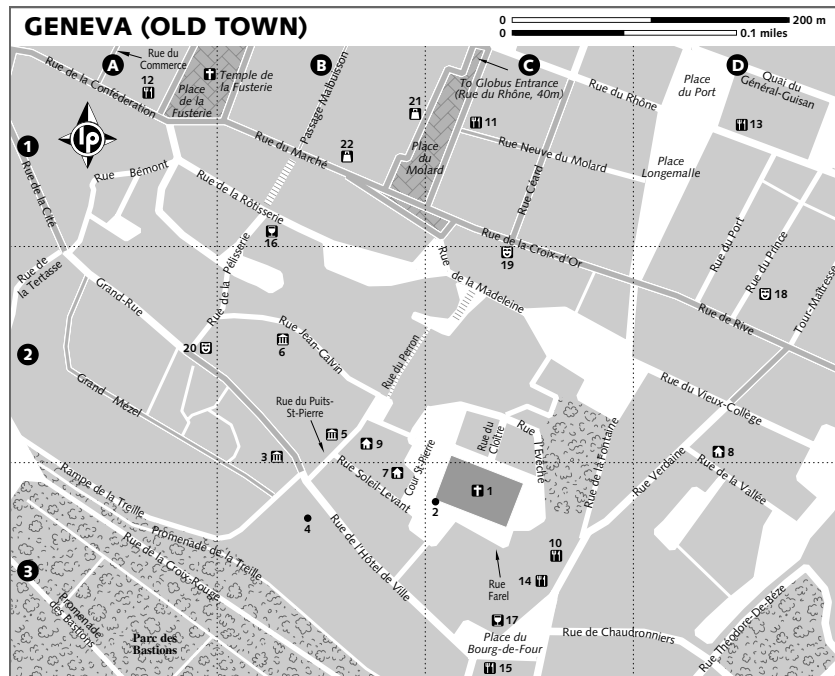 GENEVA (OLD TOWN)
0 200 m
0 0.1 miles
A
B
C
D
1
2
3
lp
Rue du
Commerce
Rue de la Confédération
12
Temple de
la Fusterie
Place
de la
Fusterie
Passage Malbuisson
21
To Globus Entrance
(Rue du Rhône, 40m)
11
Rue du Rhône
Place
du Port
Quai du
Général-Guisan
13
Rue du Marché
22
Place
du Molard
Rue Neuve du Molard
Rue Céard
Place
Longemalle
Rue Bémont
Rue de la Cité
Rue de la Rôtisserie
16
Rue de la Croix-d'Or
19
Rue du Port
Rue du Prince
18
Tour-Maîtresse
Rue de
la Tertasse
Rue de la Pélisserie
Rue de la Madeleine
Rue de Rive
Grand-Rue
20
6
Rue Jean-Calvin
Rue du Perron
Grand Mézel
Rue du Puits-
St-Pierre
Rue du Vieux-Collège
5
9
3
7
Cour St-Pierre
Rue du
Cloître
Rue l'Evêché
Rue de la Fontaine
Rue Verdaine
8
Rue de la Vallée
Rue Soleil-Levant
1
2
Rampe de la Treille
4
Promenade de la Treille
Rue de la Croix-Rouge
Rue de l'Hôtel de Ville
10
14
Rue
Farel
17
Promenade
des Bastions
Parc des
Bastions
Place du
Bourg-de-Four
15
Rue de Chaudronniers
Rue Théodore-De-Bèze